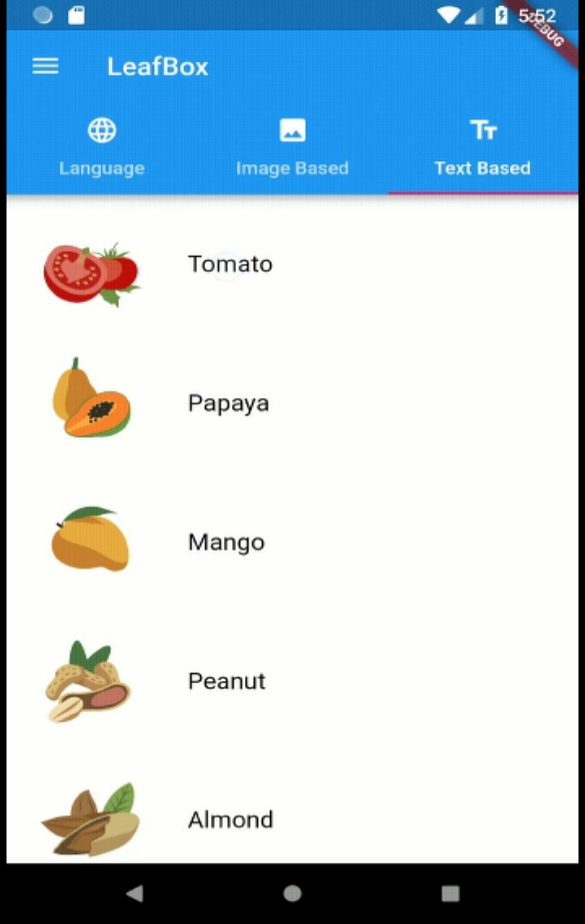 5:52
DEBUG
LeafBox
Language
Image Based
Text Based
Tomato
Papaya
Mango
Peanut
Almond